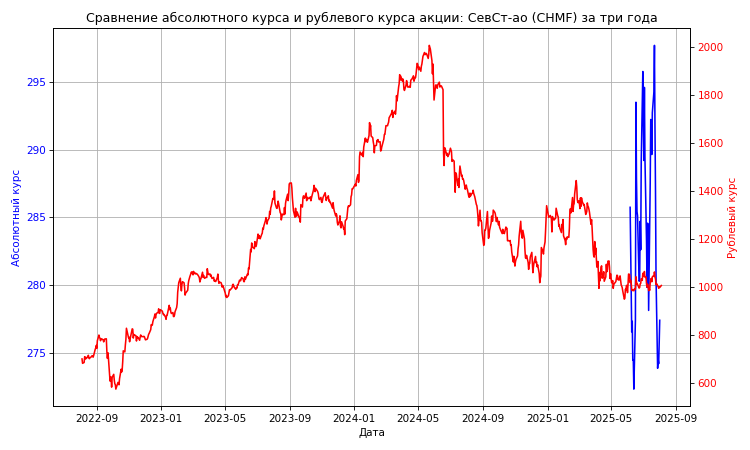 Сравнение абсолютного курса и рублевого курса акции: СевСт-ао (CHMF) за три года
295
290
285
280
275
Абсолютный курс
2000
1800
1600
1400
1200
1000
800
600
Рублевый курс
2022-09 2023-01 2023-05 2023-09 2024-01 2024-05 2024-09 2025-01 2025-05 2025-09
Дата